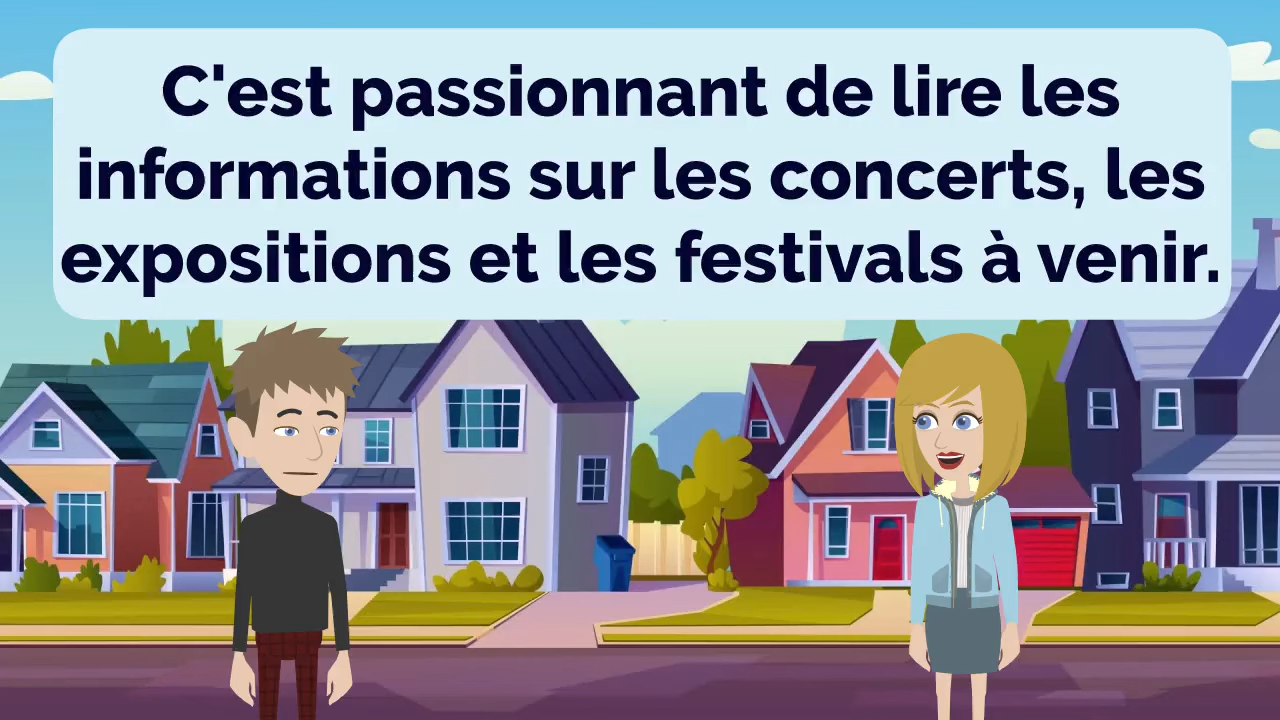 C'est passionnant de lire les
informations sur les concerts, les
expositions et les festivals à venir.